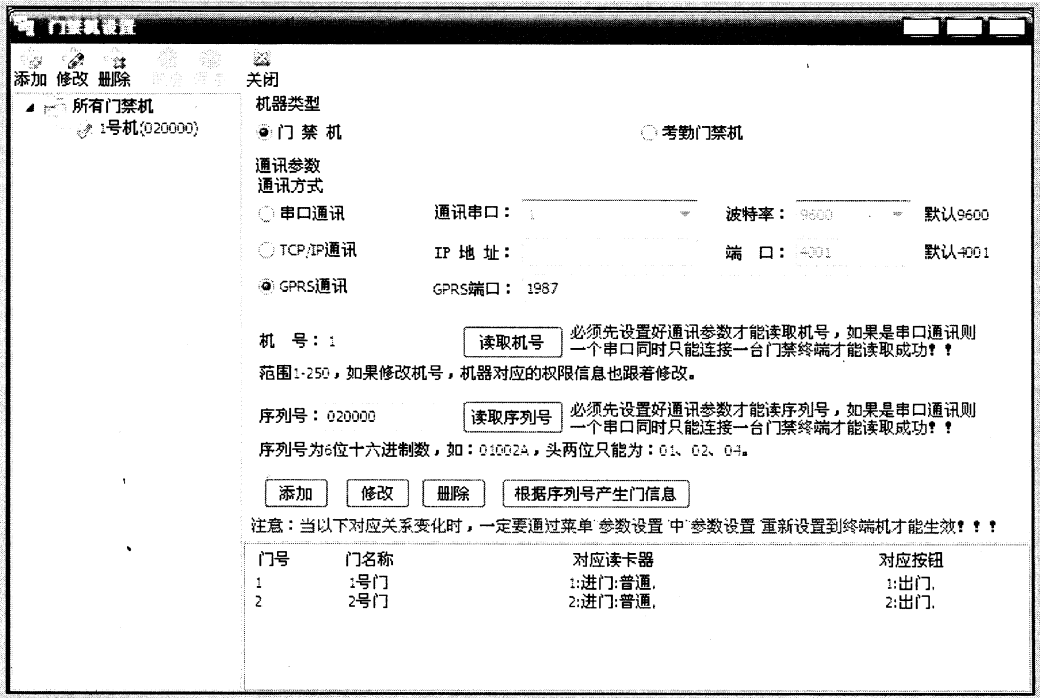 门禁机设置
添加 修改 删除 关闭
所有门禁机
1号机(020000)
机器类型
门 禁 机 考勤门禁机
通讯参数
通讯方式
串口通讯 通讯串口： 1 波特率： 9600 默认9600
TCP/IP通讯 IP 地 址： 端 口： 4001 默认4001
GPRS通讯 GPRS端口： 1987
机 号： 1 读取机号 必须先设置好通讯参数才能读取机号，如果是串口通讯则
一个串口同时只能连接一台门禁终端才能读取成功！！
范围1-250，如果修改机号，机器对应的权限信息也跟着修改。
序列号： 020000 读取序列号 必须先设置好通讯参数才能读序列号，如果是串口通讯则
一个串口同时只能连接一台门禁终端才能读取成功！！
序列号为6位十六进制数，如：01002A，头两位只能为：01、02、04。
添加 修改 删除 根据序列号产生门信息
注意：当以下对应关系变化时，一定要通过菜单'参数设置'中'参数设置'重新设置到终端机才能生效！！！
门号 门名称 对应读卡器 对应按钮
1 1号门 1:进门:普通, 1:出门,
2 2号门 2:进门:普通, 2:出门,